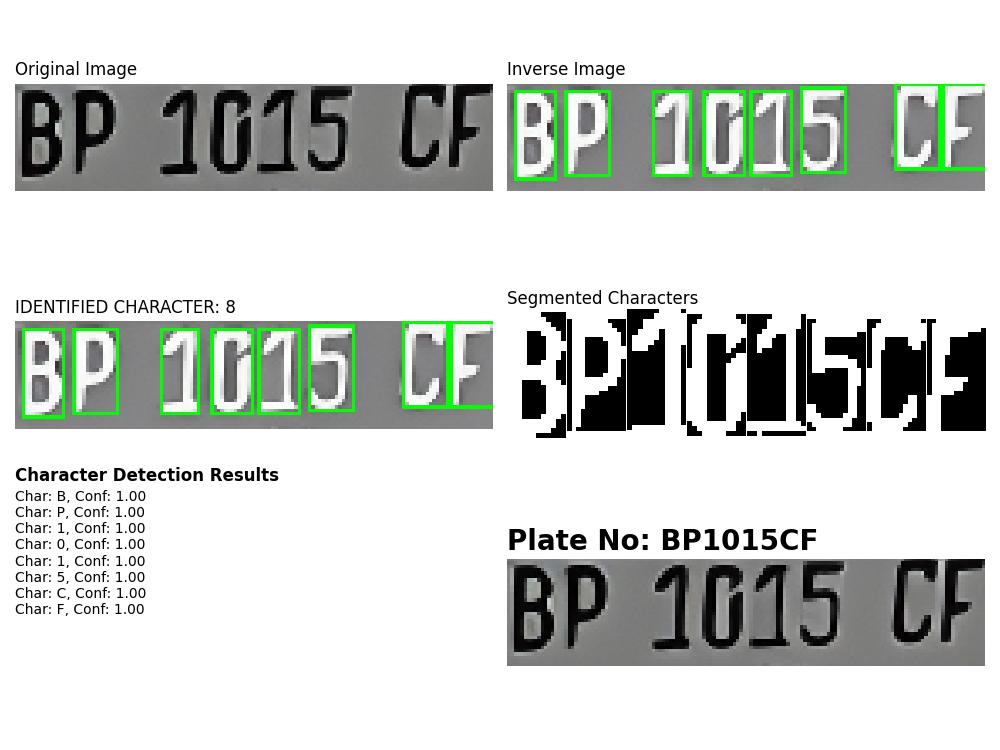 Original Image
BP 1015 CF
Inverse Image
BP 1015 CF
IDENTIFIED CHARACTER: 8
BP 1015 CF
Segmented Characters
BP1015CF
Character Detection Results
Char: B, Conf: 1.00
Char: P, Conf: 1.00
Char: 1, Conf: 1.00
Char: 0, Conf: 1.00
Char: 1, Conf: 1.00
Char: 5, Conf: 1.00
Char: C, Conf: 1.00
Char: F, Conf: 1.00
Plate No: BP1015CF
BP 1015 CF